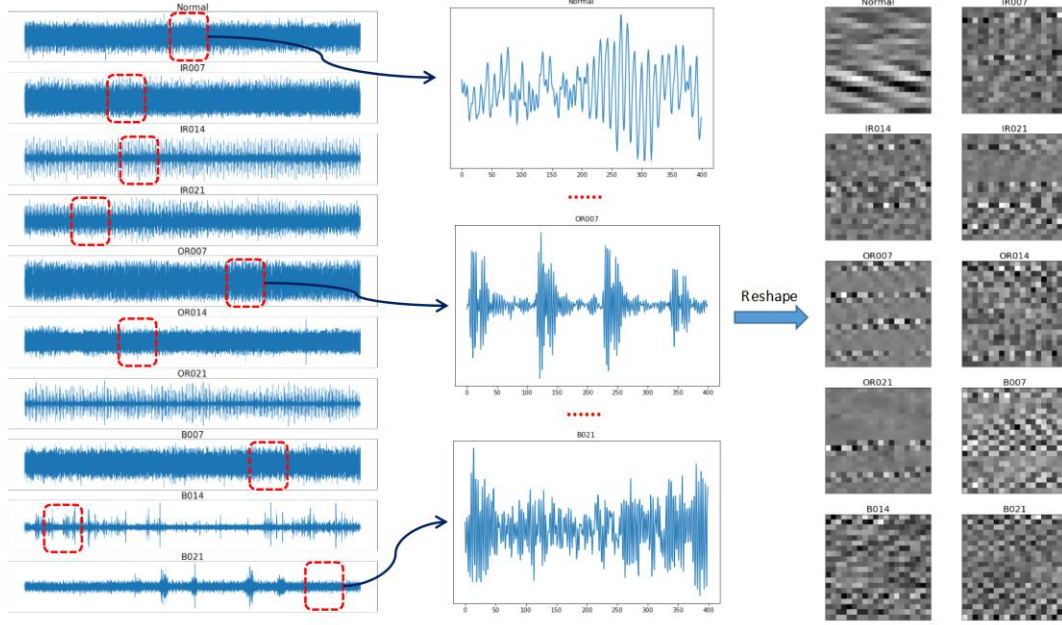 Normal
IR007
IR014
IR021
OR007
OR014
OR021
B007
B014
B021
Normal
0 50 100 150 200 250 300 350 400
......
OR007
0 50 100 150 200 250 300 350 400
......
B021
0 50 100 150 200 250 300 350 400
Reshape
Normal IR007
IR014 IR021
OR007 OR014
OR021 B007
B014 B021